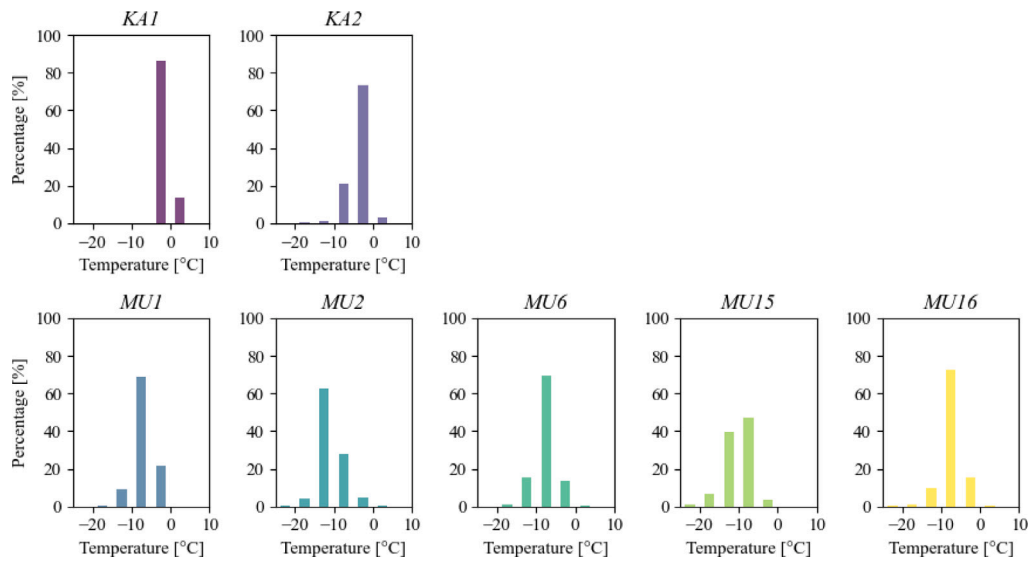 KA1 KA2
100 100
80 80
60 60
40 40
20 20
0 0
Percentage [%]
−20 −10 0 10 −20 −10 0 10
Temperature [°C] Temperature [°C]
MU1 MU2 MU6 MU15 MU16
100 100 100 100 100
80 80 80 80 80
60 60 60 60 60
40 40 40 40 40
20 20 20 20 20
0 0 0 0 0
Percentage [%]
−20 −10 0 10 −20 −10 0 10 −20 −10 0 10 −20 −10 0 10 −20 −10 0 10
Temperature [°C] Temperature [°C] Temperature [°C] Temperature [°C] Temperature [°C]